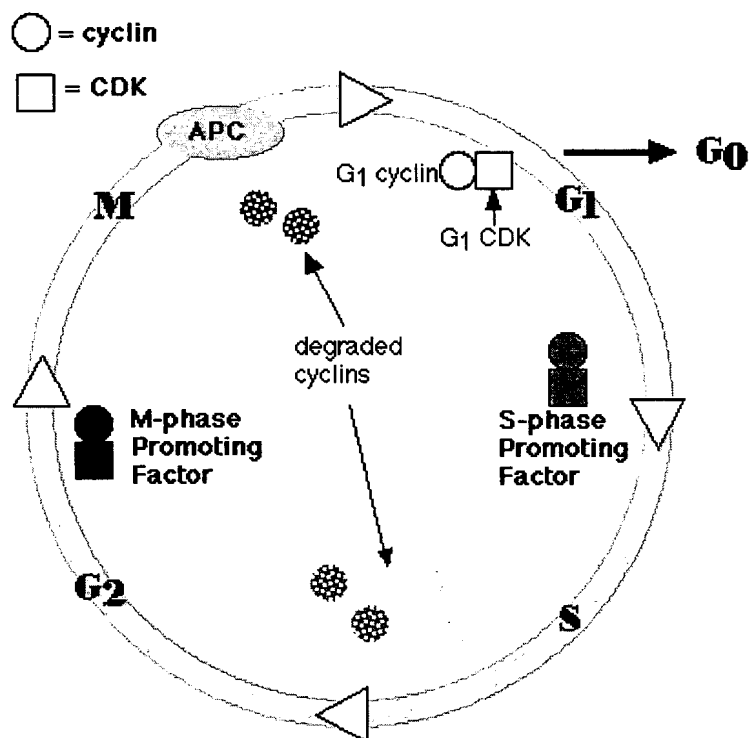 = cyclin
= CDK
APC
G0
G1 cyclin
G1
M
G1 CDK
degraded
cyclins
M-phase
Promoting
Factor
S-phase
Promoting
Factor
G2
S